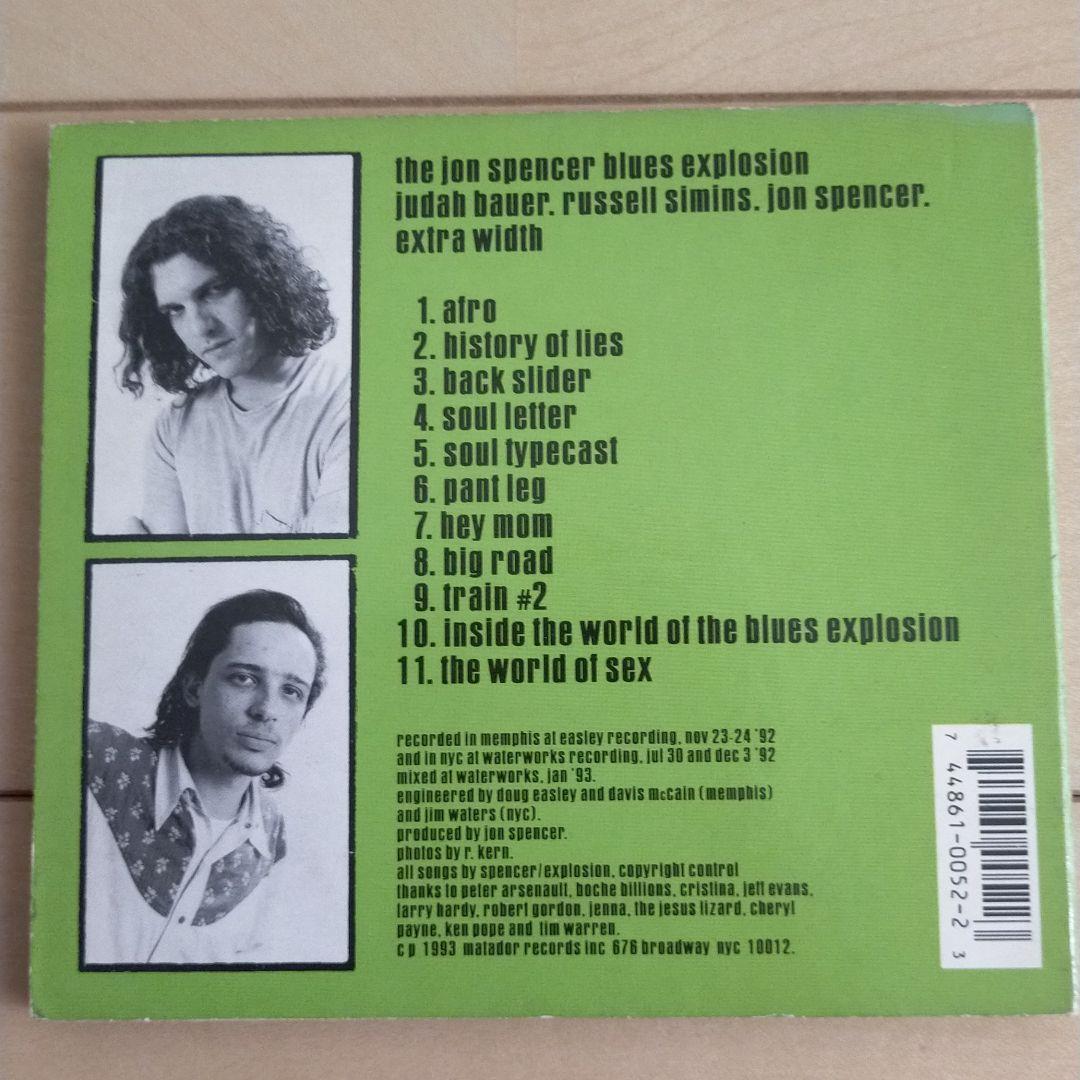 the jon spencer blues explosion
judah bauer. russell simins. jon spencer.
extra width
1. afro
2. history of lies
3. back slider
4. soul letter
5. soul typecast
6. pant leg
7. hey mom
8. big road
9. train #2
10. inside the world of the blues explosion
11. the world of sex
recorded in memphis at easley recording, nov 23-24 '92
and in nyc at waterworks recording, jul 30 and dec 3 '92
mixed at waterworks, jan '93.
engineered by doug easley and davis mccain (memphis)
and jim waters (nyc).
produced by jon spencer.
photos by r. kern.
all songs by spencer/explosion, copyright control
thanks to peter arsenault, boche billions, cristina, jeff evans,
larry hardy, robert gordon, jenna, the jesus lizard, cheryl
payne, ken pope and tim warren.
c p 1993 matador records inc 676 broadway nyc 10012.
7 44861-0052-2 3